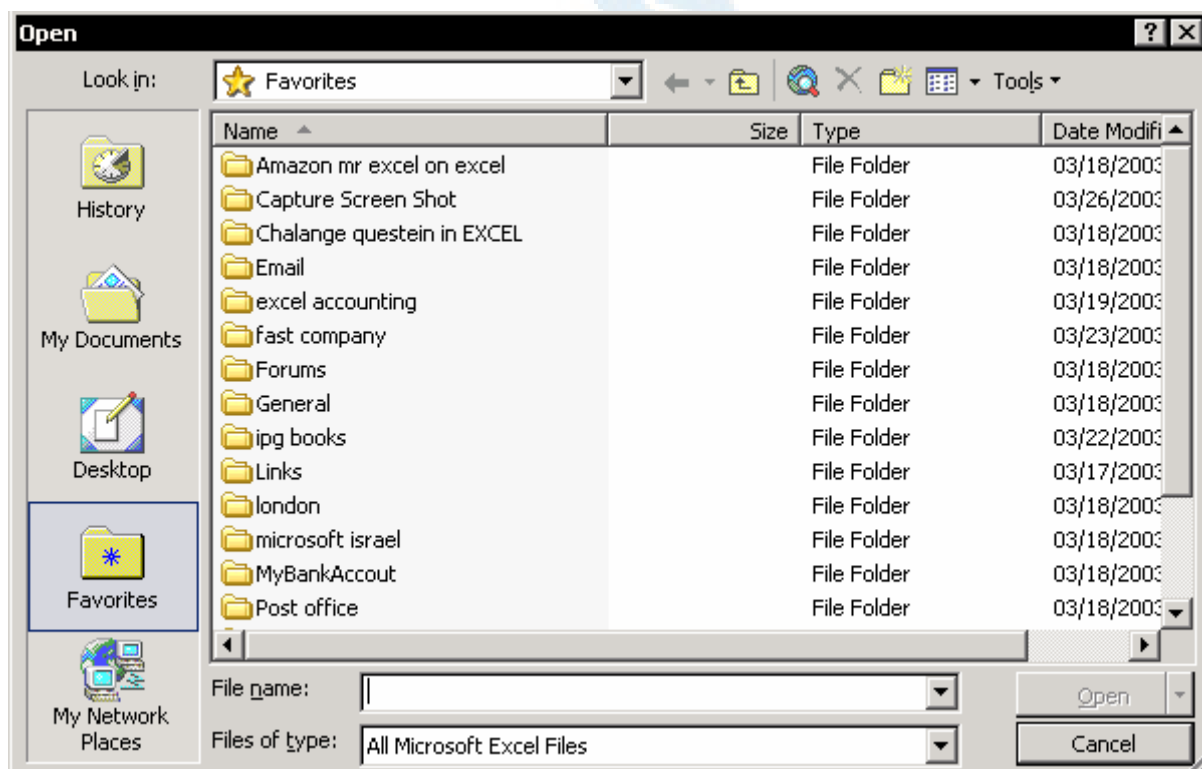 Open
Look in: Favorites Tools
Name Size Type Date Modifi
Amazon mr excel on excel File Folder 03/18/2003
Capture Screen Shot File Folder 03/26/2003
Chalange questein in EXCEL File Folder 03/18/2003
Email File Folder 03/18/2003
excel accounting File Folder 03/19/2003
fast company File Folder 03/23/2003
Forums File Folder 03/18/2003
General File Folder 03/18/2003
ipg books File Folder 03/22/2003
Links File Folder 03/17/2003
london File Folder 03/18/2003
microsoft israel File Folder 03/18/2003
MyBankAccout File Folder 03/18/2003
Post office File Folder 03/18/2003
History
My Documents
Desktop
Favorites
My Network
Places
File name: Open
Files of type: All Microsoft Excel Files Cancel